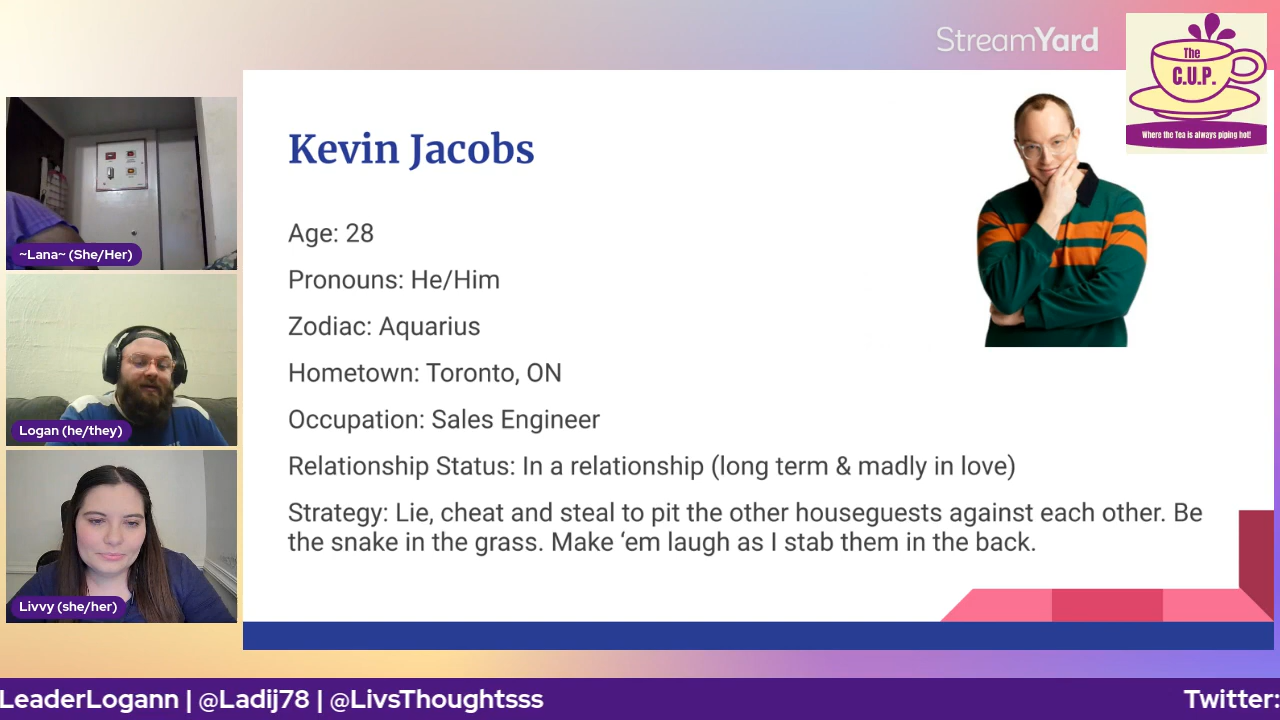 StreamYard
The
C.U.P.
Where the Tea is always piping hot!
Kevin Jacobs
Age: 28
Pronouns: He/Him
Zodiac: Aquarius
Hometown: Toronto, ON
Occupation: Sales Engineer
Relationship Status: In a relationship (long term & madly in love)
Strategy: Lie, cheat and steal to pit the other houseguests against each other. Be
the snake in the grass. Make ‘em laugh as I stab them in the back.
~Lana~ (She/Her)
Logan (he/they)
Livvy (she/her)
LeaderLogann | @Ladij78 | @LivsThoughtsss
Twitter: